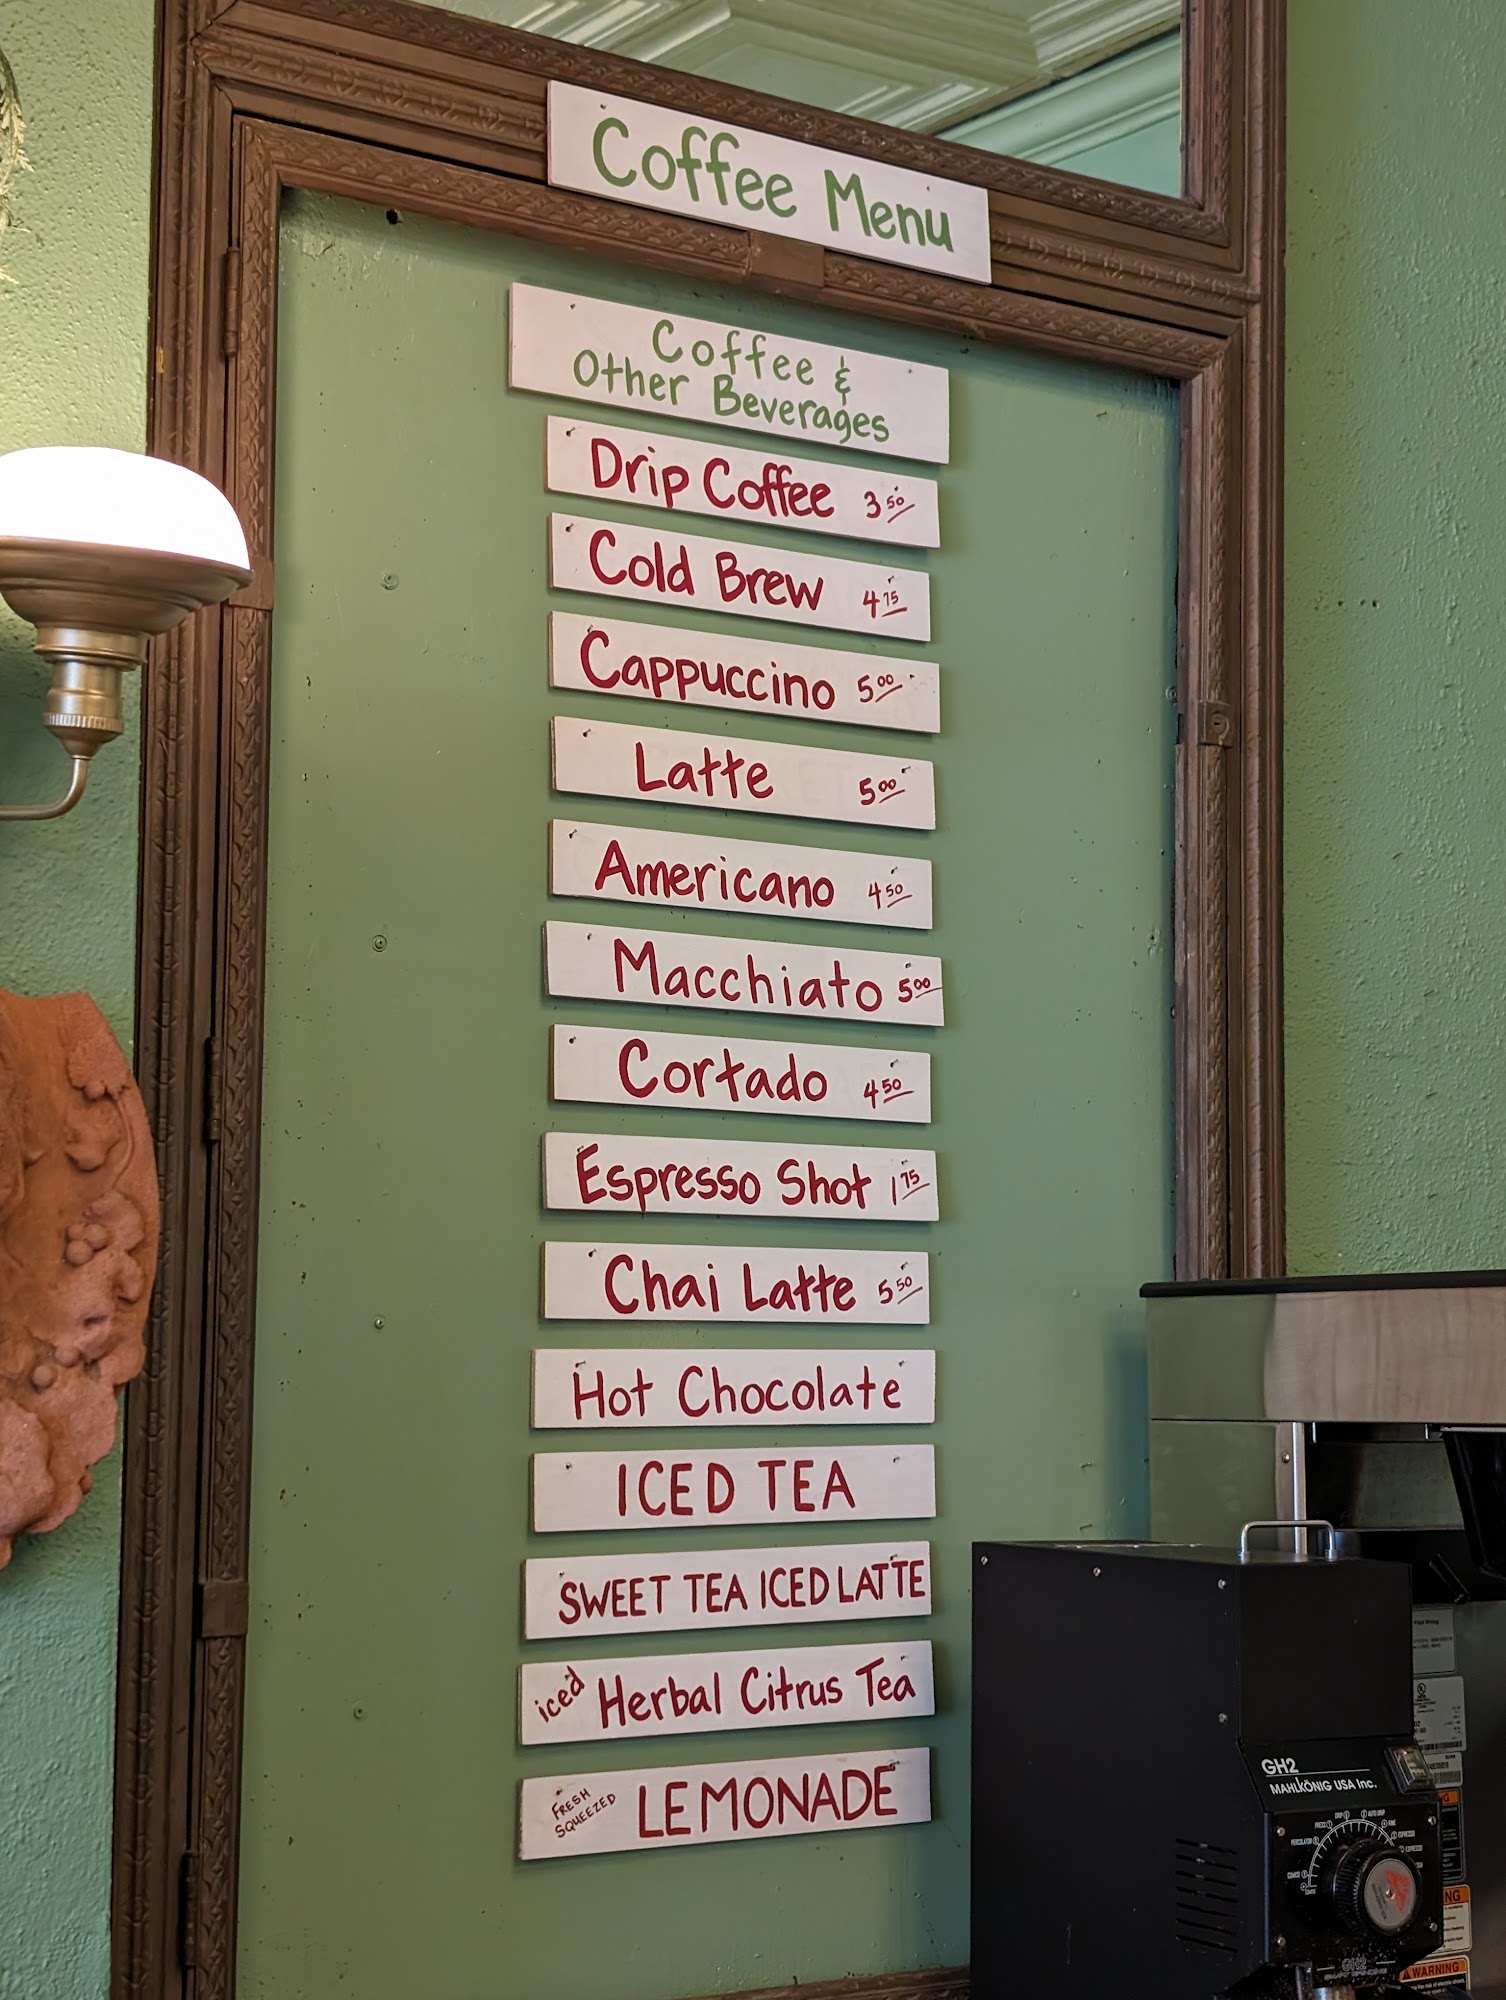 Coffee Menu
Coffee &
Other Beverages
Drip Coffee 3 50
Cold Brew 4 75
Cappuccino 5 00
Latte 5 00
Americano 4 50
Macchiato 5 00
Cortado 4 50
Espresso Shot 1 75
Chai Latte 5 50
Hot Chocolate
ICED TEA
SWEET TEA ICED LATTE
iced Herbal Citrus Tea
FRESH
SQUEEZED
LEMONADE
GH2
MAHLKÖNIG USA Inc.
GH2
WARNING